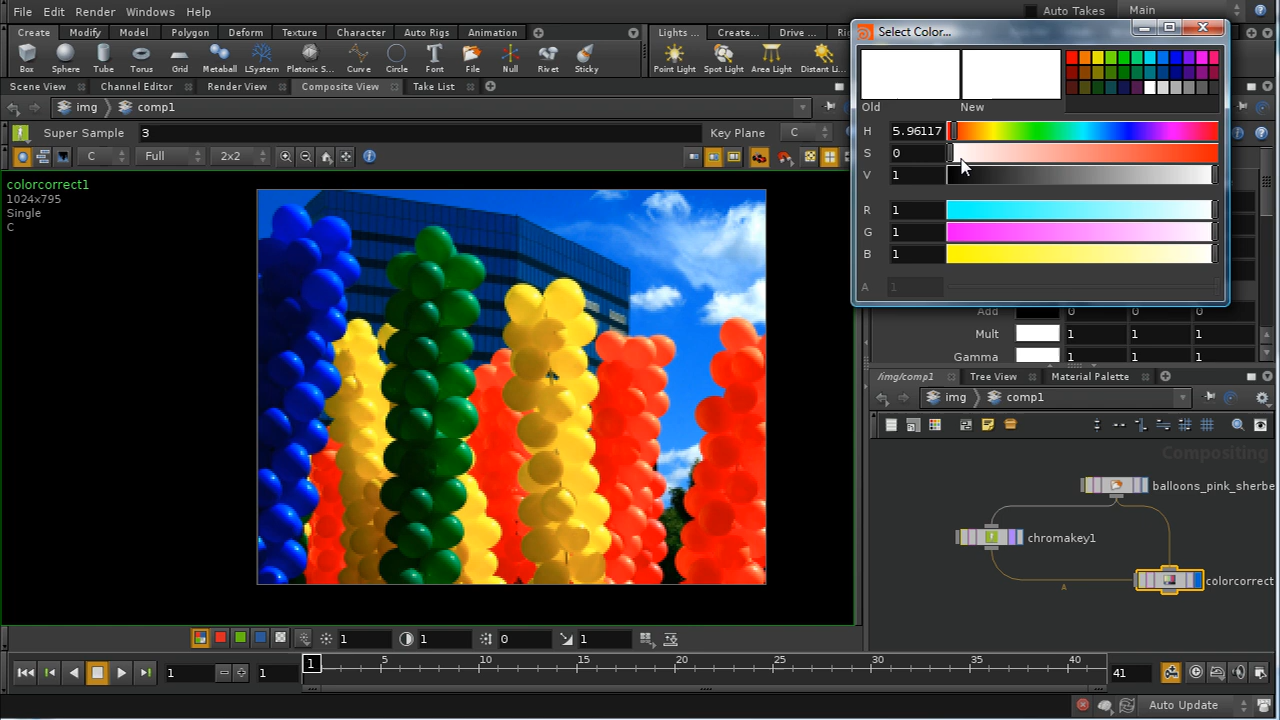 File Edit Render Windows Help
Auto Takes Main
Select Color...
Create Modify Model Polygon Deform Texture Character Auto Rigs Animation
Lights ... Create... Drive ...
Box Sphere Tube Torus Grid Metaball LSystem Platonic S... Curve Circle Font File Null Rivet Sticky
Point Light Spot Light Area Light Distant Li...
Scene View Channel Editor Render View Composite View Take List
img comp1
Old New
Super Sample 3 Key Plane C
C Full 2x2
H 5.96117
S 0
V 1
R 1
G 1
B 1
A 1
colorcorrect1
1024x795
Single
C
Add 0 0 0
Mult 1 1 1
Gamma 1 1 1
/img/comp1 Tree View Material Palette
img comp1
Compositing
balloons_pink_sherbe
chromakey1
A
colorcorrect
1 1 0 1
1 1 1 5 10 15 20 25 30 35 40 41
Auto Update